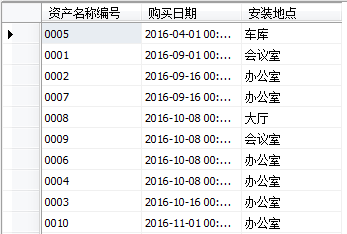 资产名称编号 购买日期 安装地点
0005 2016-04-01 00:... 车库
0001 2016-09-01 00:... 会议室
0002 2016-09-16 00:... 办公室
0007 2016-09-16 00:... 办公室
0008 2016-10-08 00:... 大厅
0009 2016-10-08 00:... 会议室
0006 2016-10-08 00:... 办公室
0004 2016-10-08 00:... 办公室
0003 2016-10-16 00:... 办公室
0010 2016-11-01 00:... 办公室